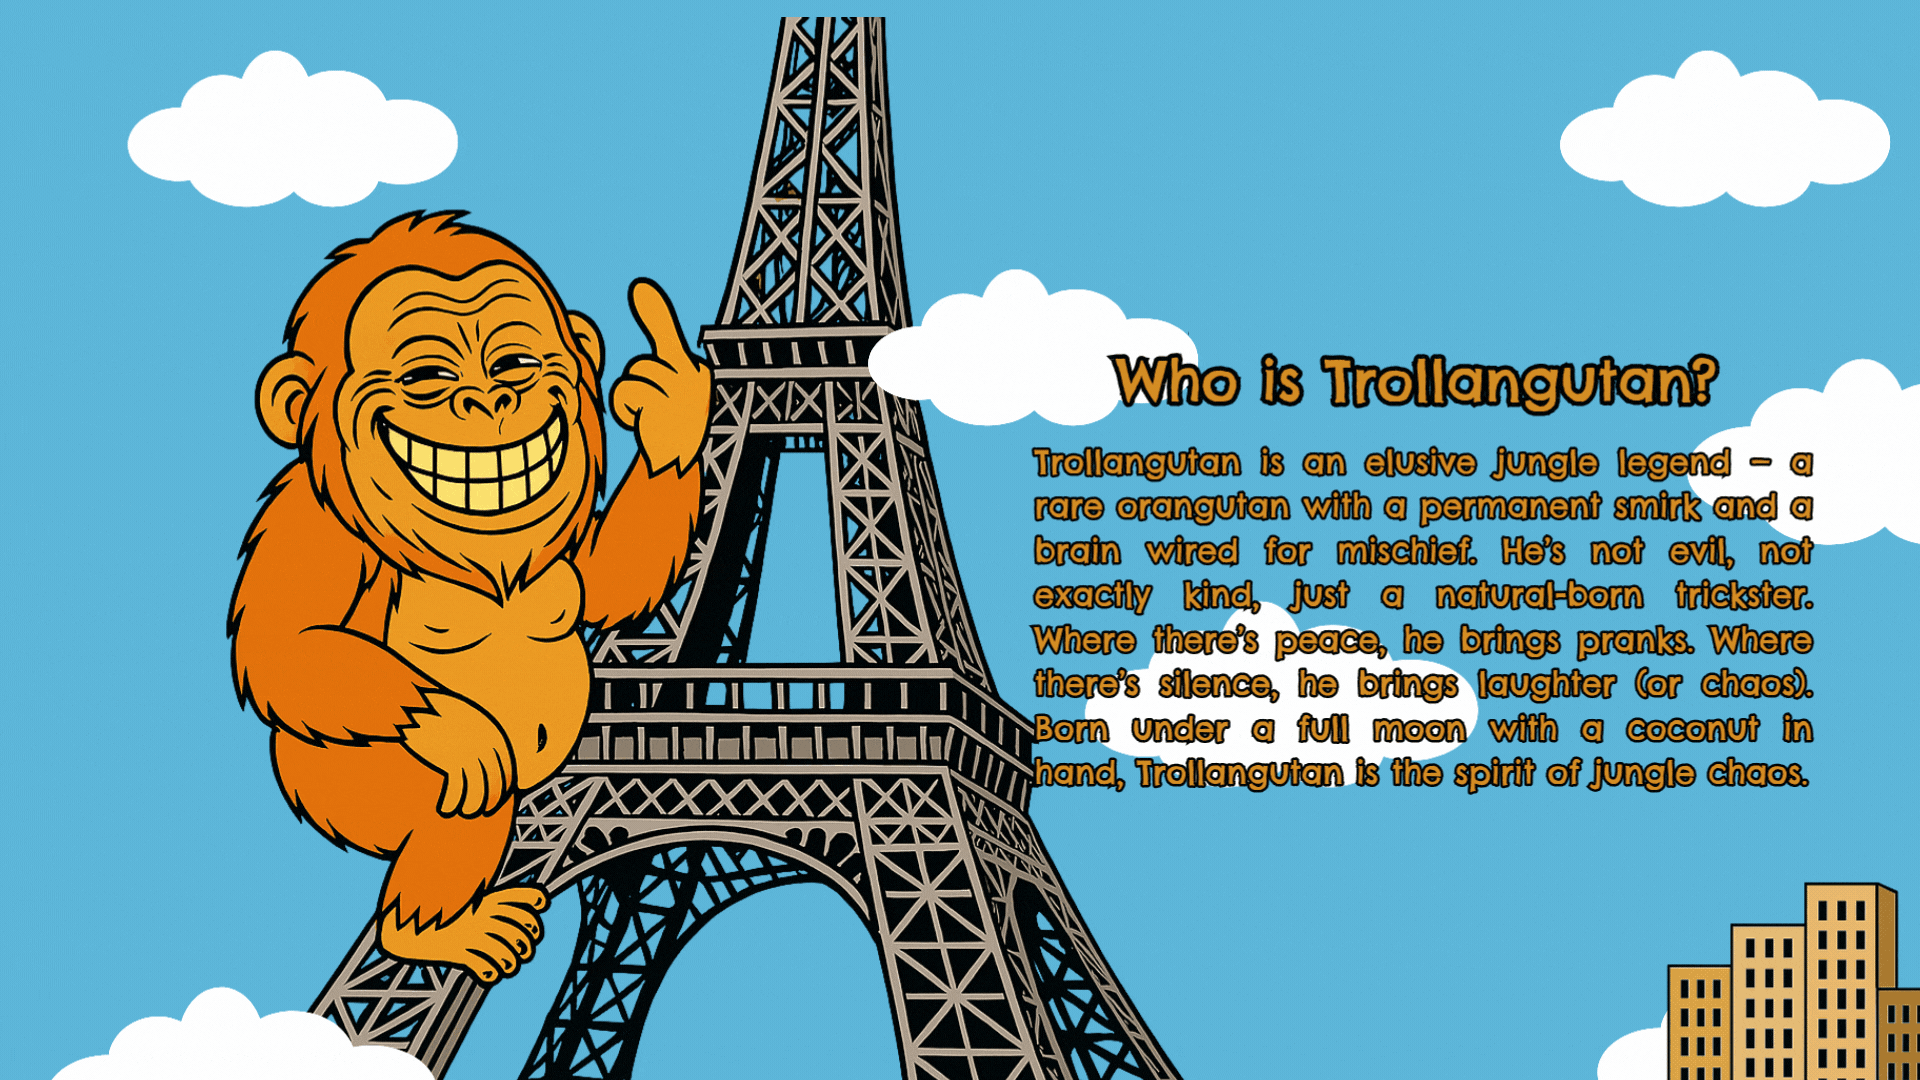 Who is Trollangutan?
Trollangutan is an elusive jungle legend – a
rare orangutan with a permanent smirk and a
brain wired for mischief. He's not evil, not
exactly kind, just a natural-born trickster.
Where there's peace, he brings pranks. Where
there's silence, he brings laughter (or chaos).
Born under a full moon with a coconut in
hand, Trollangutan is the spirit of jungle chaos.